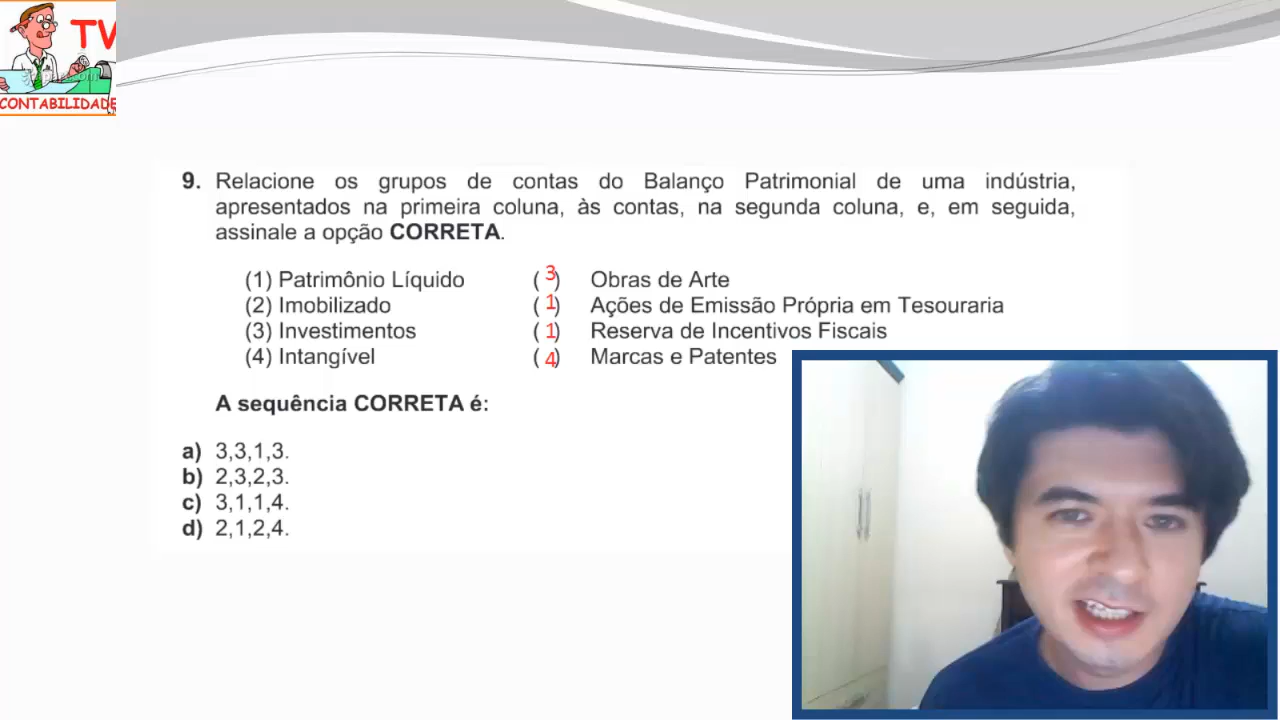 TV
CONTABILIDADE
9. Relacione os grupos de contas do Balanço Patrimonial de uma indústria,
apresentados na primeira coluna, às contas, na segunda coluna, e, em seguida,
assinale a opção CORRETA.
(1) Patrimônio Líquido ( 3 ) Obras de Arte
(2) Imobilizado ( 1 ) Ações de Emissão Própria em Tesouraria
(3) Investimentos ( 1 ) Reserva de Incentivos Fiscais
(4) Intangível ( 4 ) Marcas e Patentes
A sequência CORRETA é:
a) 3,3,1,3.
b) 2,3,2,3.
c) 3,1,1,4.
d) 2,1,2,4.